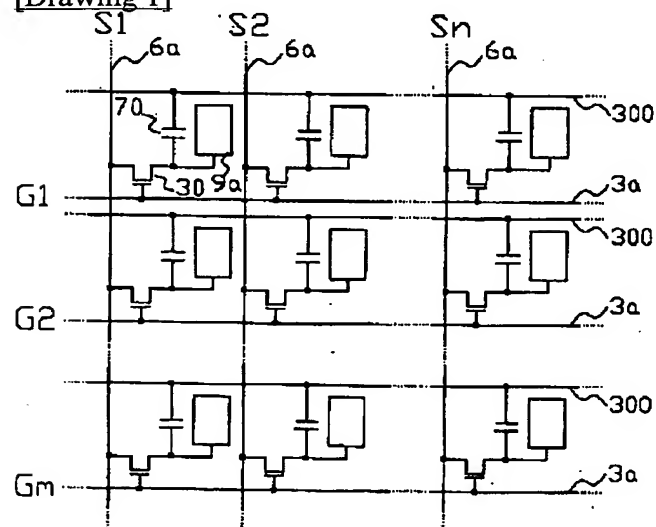 [Drawing 1]
S1 S2 Sn
6a 6a 6a
70 300
30 9a 3a
G1
300
G2 3a
300
Gm 3a